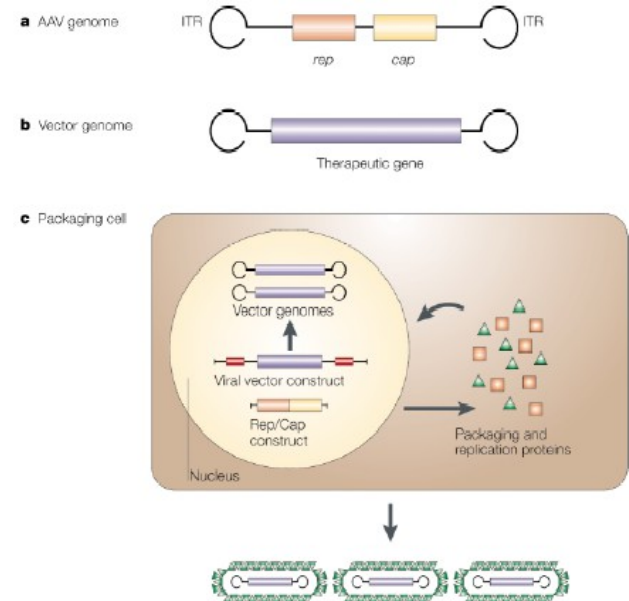 a AAV genome
ITR
ITR
rep
cap
b Vector genome
Therapeutic gene
c Packaging cell
Vector genomes
Viral vector construct
Rep/Cap
construct
Nucleus
Packaging and
replication proteins